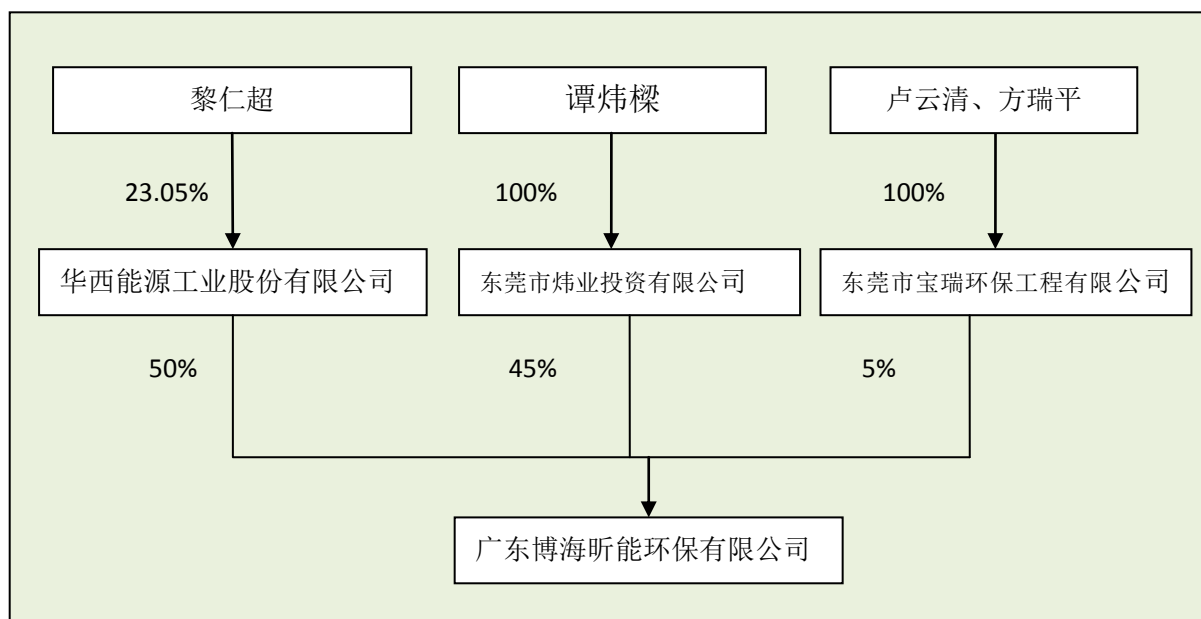 黎仁超
谭炜樑
卢云清、方瑞平
23.05%
100%
100%
华西能源工业股份有限公司
东莞市炜业投资有限公司
东莞市宝瑞环保工程有限公司
50%
45%
5%
广东博海昕能环保有限公司